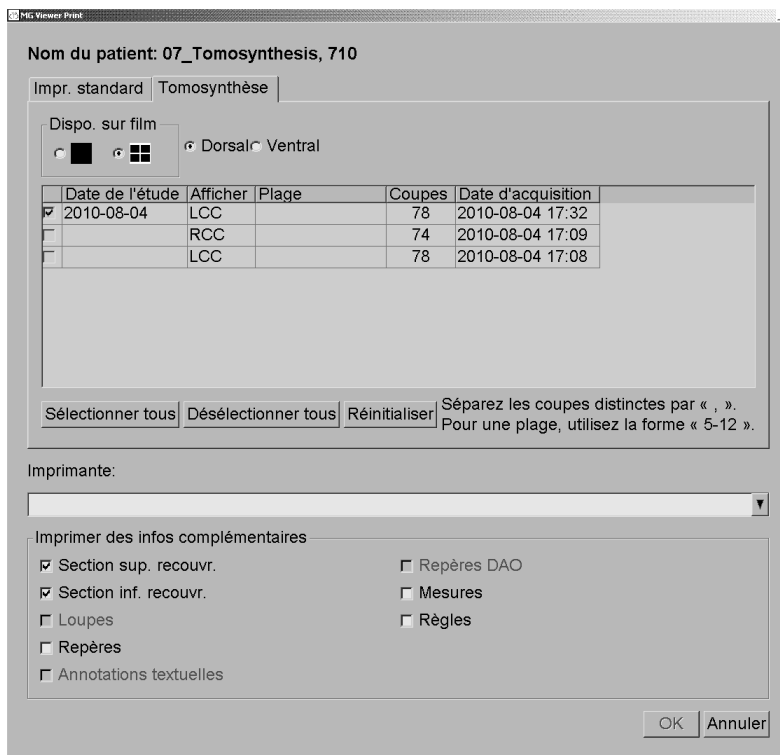 MG Viewer Print
Nom du patient: 07_Tomosynthesis, 710
Impr. standard Tomosynthèse
Dispo. sur film
Dorsal Ventral
Date de l'étude Afficher Plage Coupes Date d'acquisition
2010-08-04 LCC 78 2010-08-04 17:32
RCC 74 2010-08-04 17:09
LCC 78 2010-08-04 17:08
Sélectionner tous Désélectionner tous Réinitialiser Séparez les coupes distinctes par « , ».
Pour une plage, utilisez la forme « 5-12 ».
Imprimante:
Imprimer des infos complémentaires
Section sup. recouvr. Repères DAO
Section inf. recouvr. Mesures
Loupes Règles
Repères
Annotations textuelles
OK Annuler